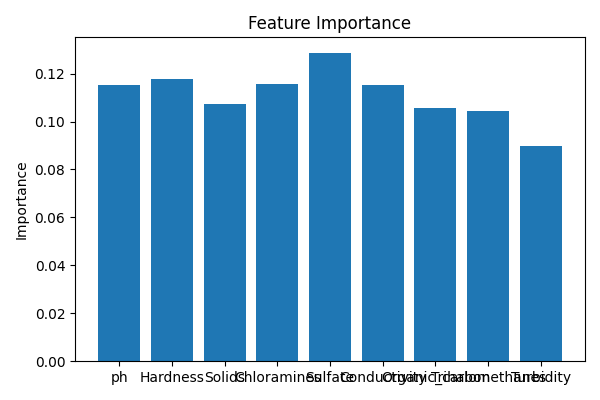 Feature Importance
Importance
0.12
0.10
0.08
0.06
0.04
0.02
0.00
ph Hardness Solids Chloramines Sulfate Conductivity Organic_carbon Trihalomethanes Turbidity